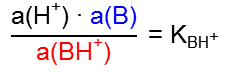 a(H⁺) · a(B)
a(BH⁺)
= K_BH⁺